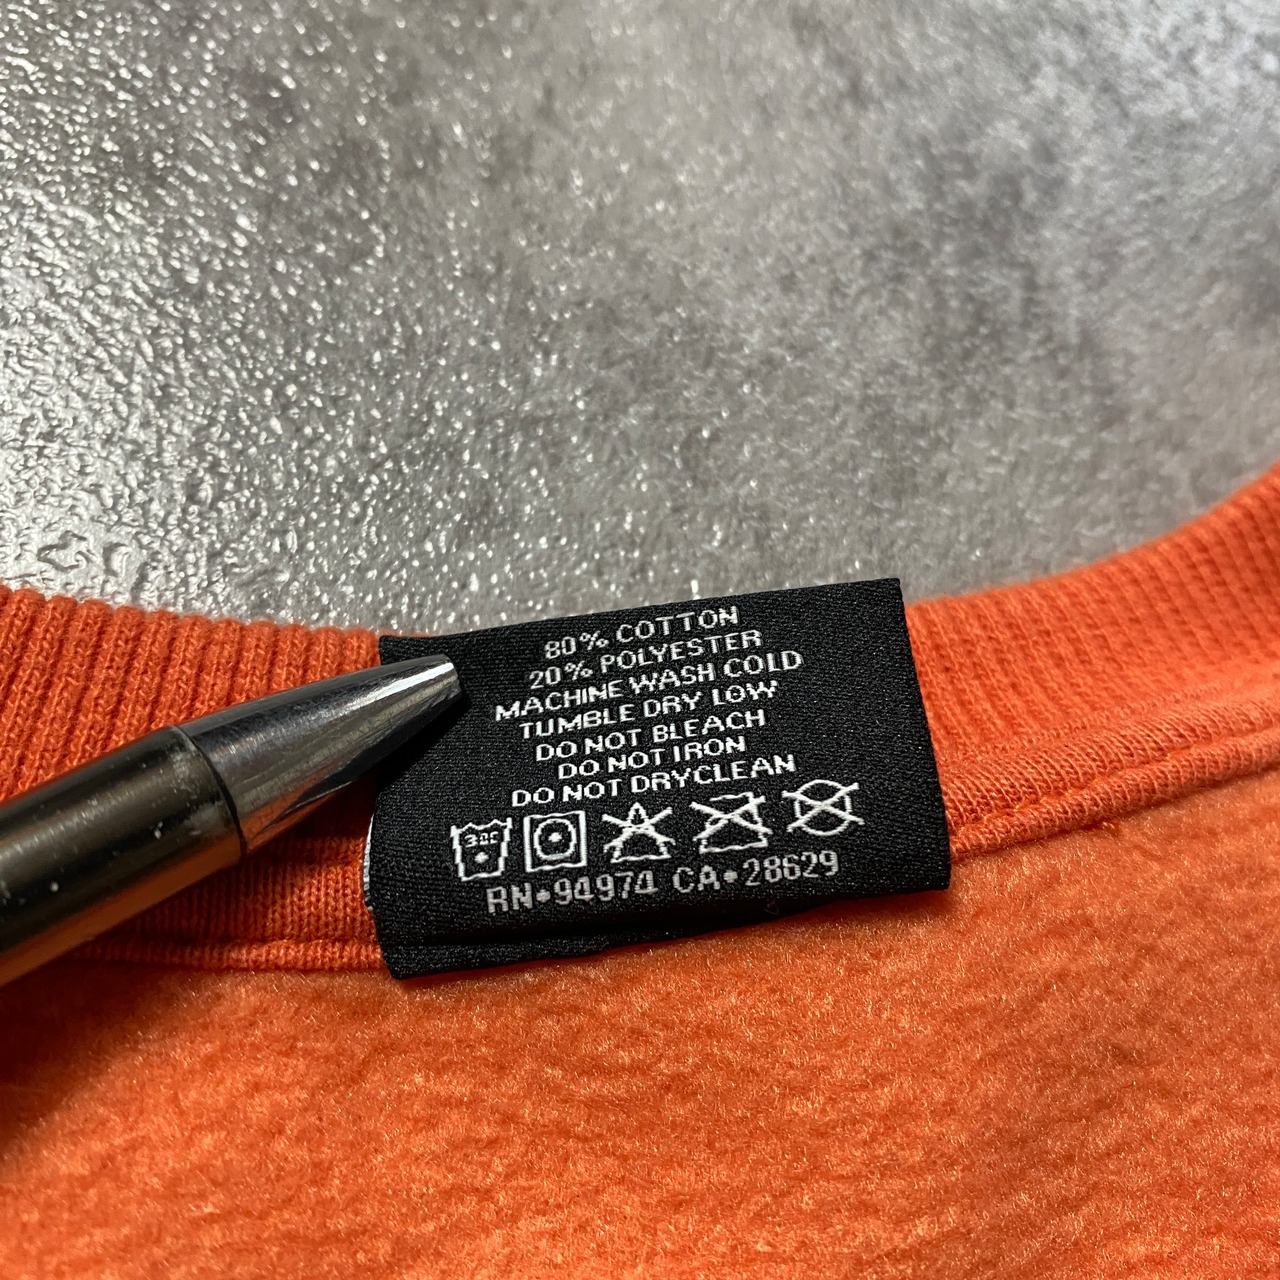 80% COTTON
20% POLYESTER
MACHINE WASH COLD
TUMBLE DRY LOW
DO NOT BLEACH
DO NOT IRON
DO NOT DRYCLEAN
RN•94974 CA•28629